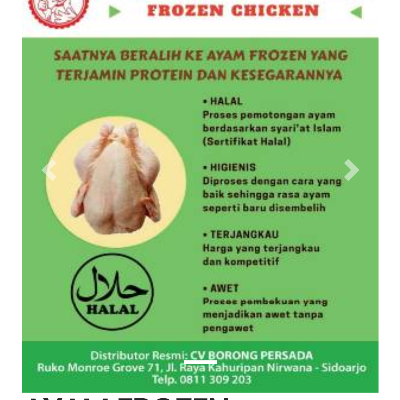 FROZEN CHICKEN
SAATNYA BERALIH KE AYAM FROZEN YANG
TERJAMIN PROTEIN DAN KESEGARANNYA
• HALAL
Proses pemotongan ayam
berdasarkan syari'at Islam
(Sertifikat Halal)
• HIGIENIS
Diproses dengan cara yang
baik sehingga rasa ayam
seperti baru disembelih
• TERJANGKAU
Harga yang terjangkau
dan kompetitif
• AWET
Proses pembekuan yang
menjadikan awet tanpa
pengawet
حلال
HALAL
Distributor Resmi: CV BORONG PERSADA
Ruko Monroe Grove 71, Jl. Raya Kahuripan Nirwana - Sidoarjo
Telp. 0811 309 203